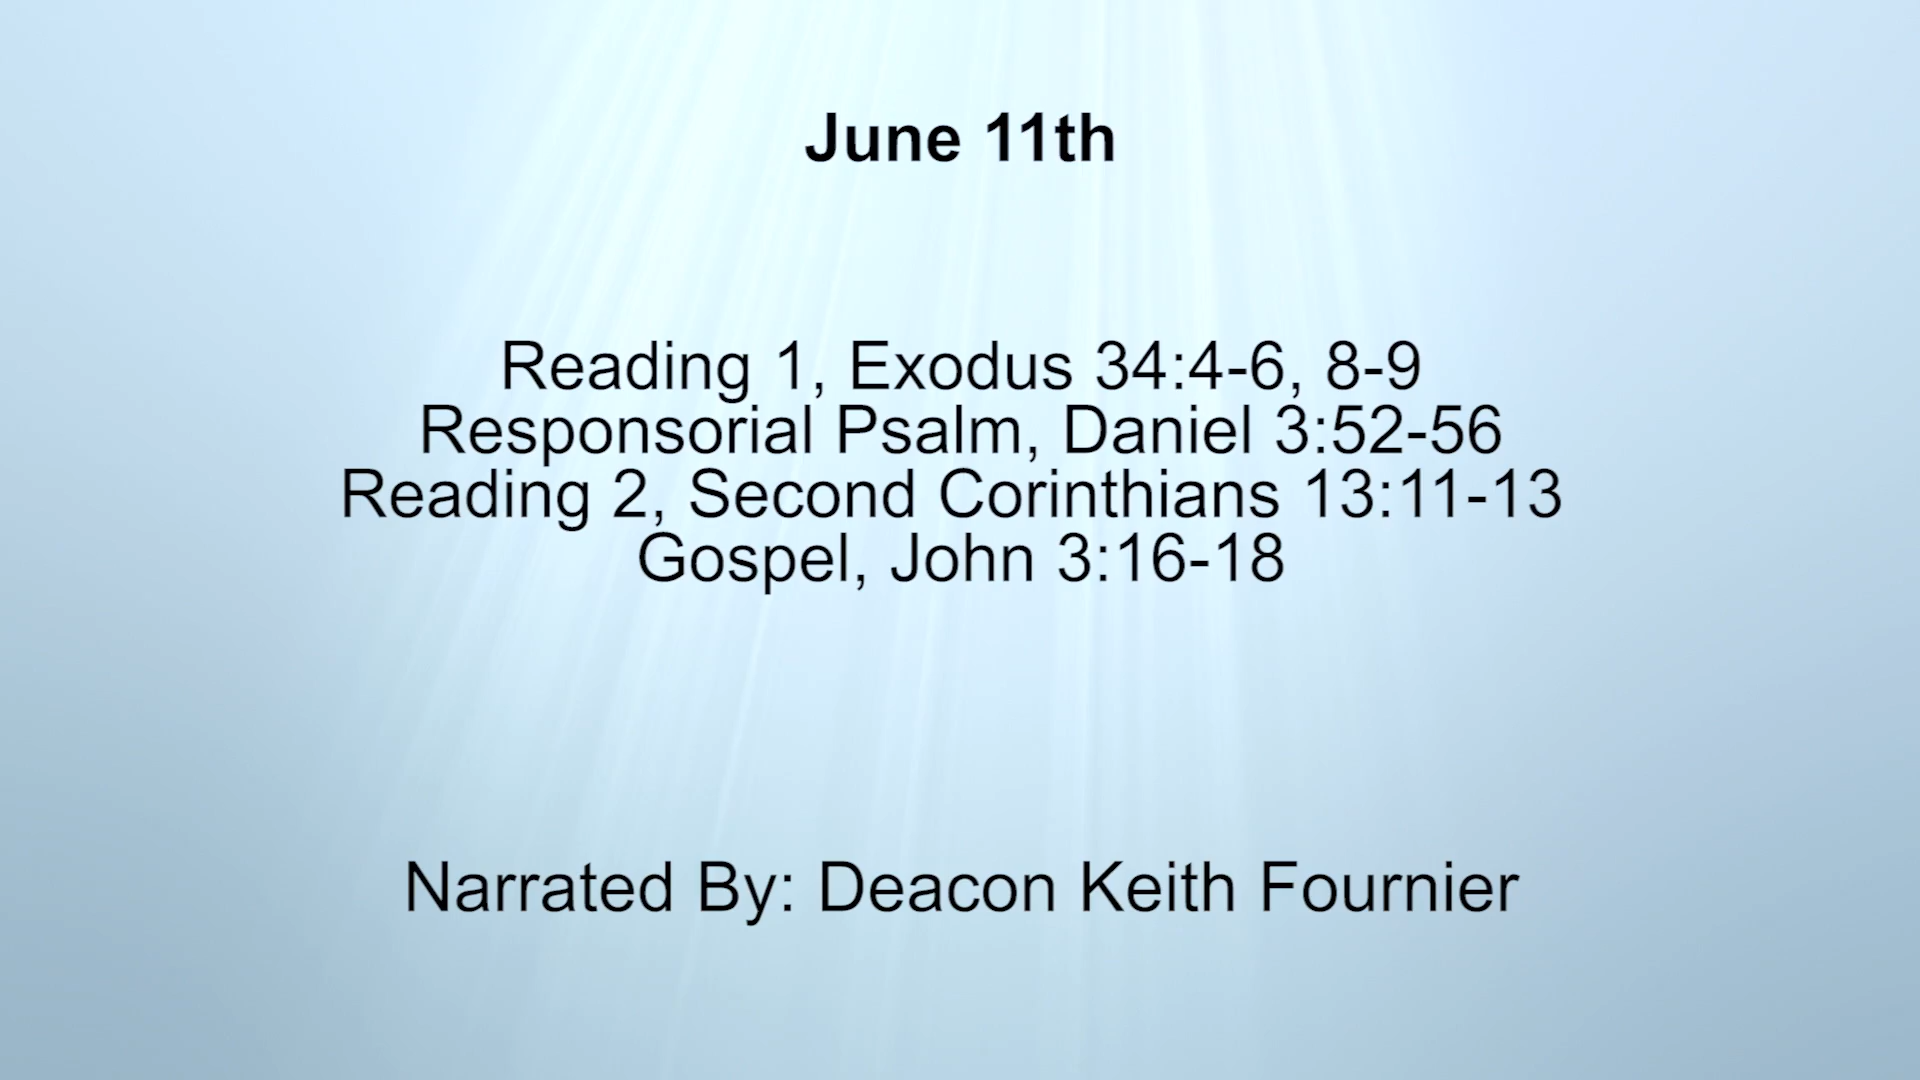 June 11th
Reading 1, Exodus 34:4-6, 8-9
Responsorial Psalm, Daniel 3:52-56
Reading 2, Second Corinthians 13:11-13
Gospel, John 3:16-18
Narrated By: Deacon Keith Fournier